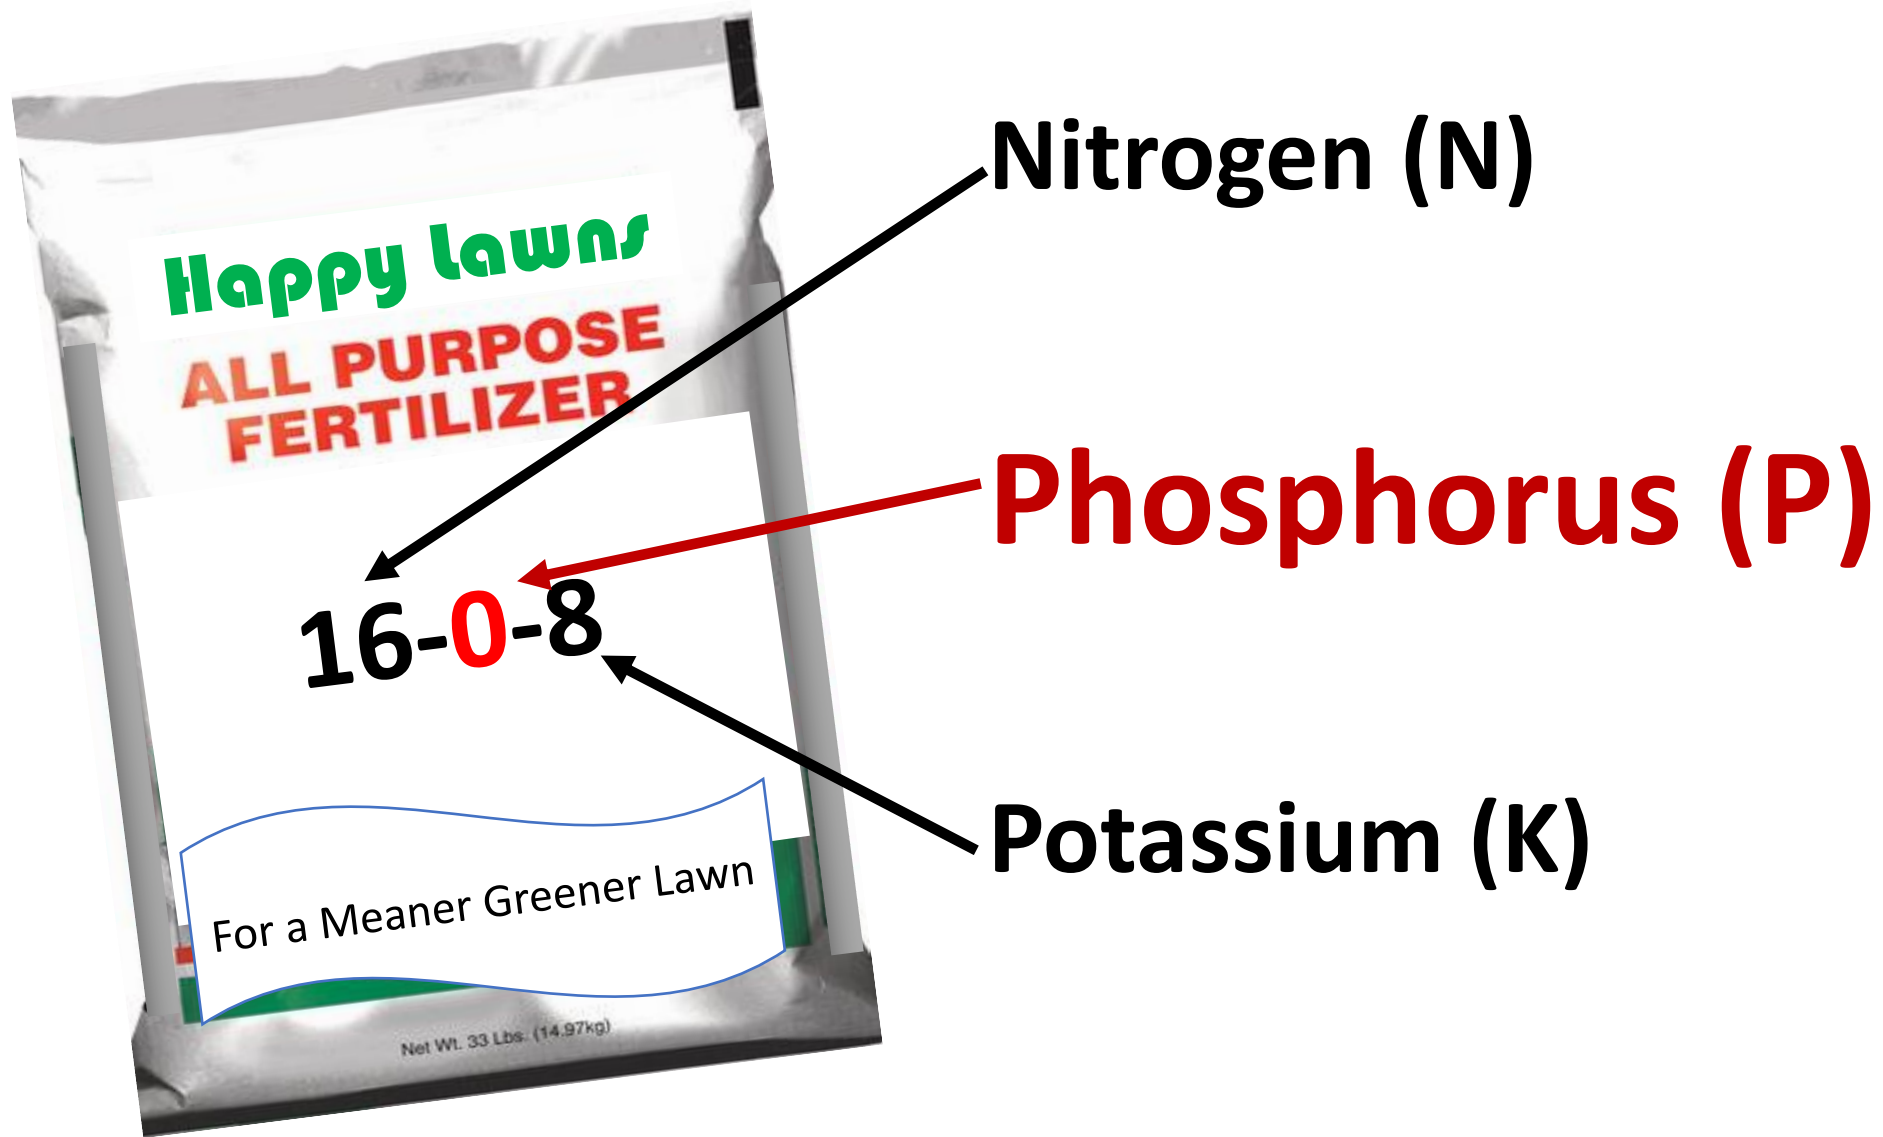 Happy Lawns
ALL PURPOSE
FERTILIZER
16-0-8
For a Meaner Greener Lawn
Net Wt. 33 Lbs. (14.97kg)
Nitrogen (N)
Phosphorus (P)
Potassium (K)